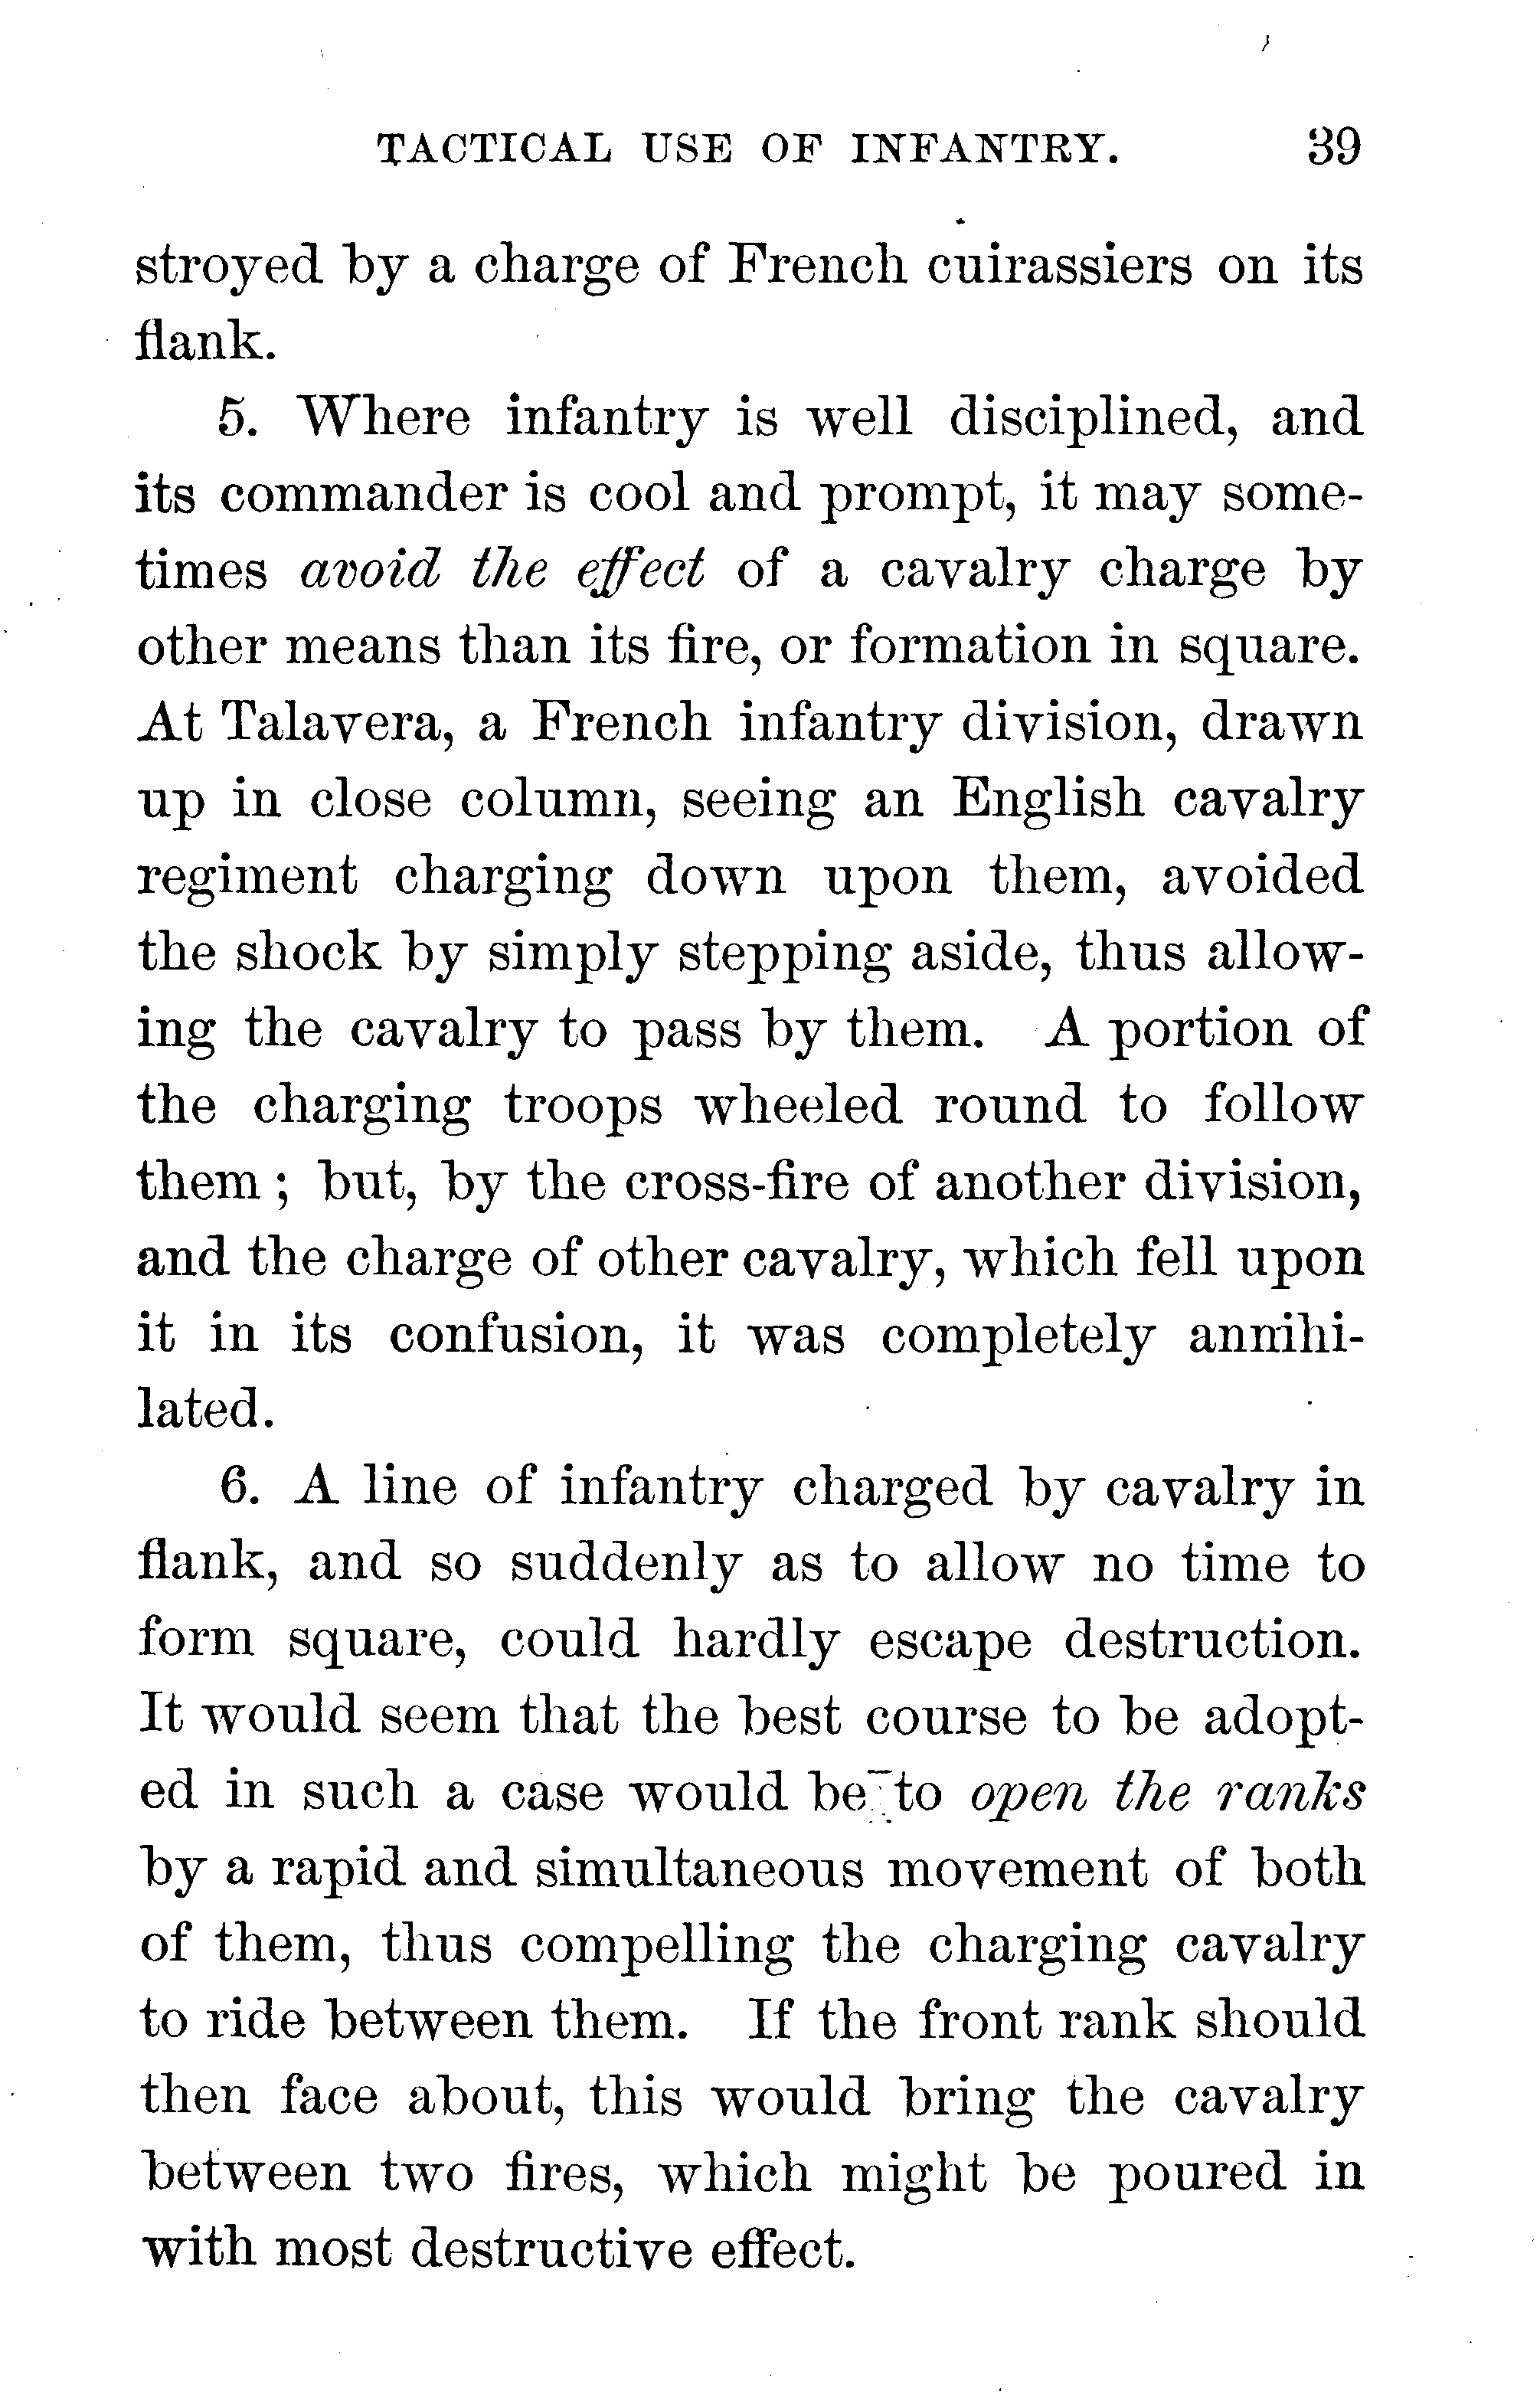 TACTICAL USE OF INFANTRY. 39
stroyed by a charge of French cuirassiers on its
flank.
5. Where infantry is well disciplined, and
its commander is cool and prompt, it may some-
times avoid the effect of a cavalry charge by
other means than its fire, or formation in square.
At Talavera, a French infantry division, drawn
up in close column, seeing an English cavalry
regiment charging down upon them, avoided
the shock by simply stepping aside, thus allow-
ing the cavalry to pass by them. A portion of
the charging troops wheeled round to follow
them ; but, by the cross-fire of another division,
and the charge of other cavalry, which fell upon
it in its confusion, it was completely annihi-
lated.
6. A line of infantry charged by cavalry in
flank, and so suddenly as to allow no time to
form square, could hardly escape destruction.
It would seem that the best course to be adopt-
ed in such a case would be to open the ranks
by a rapid and simultaneous movement of both
of them, thus compelling the charging cavalry
to ride between them. If the front rank should
then face about, this would bring the cavalry
between two fires, which might be poured in
with most destructive effect.